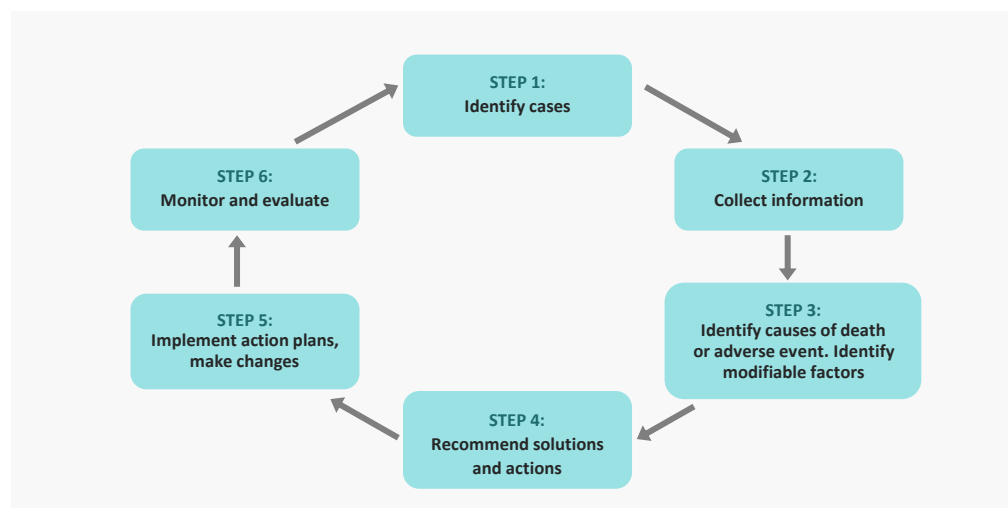 STEP 1:
Identify cases
STEP 2:
Collect information
STEP 3:
Identify causes of death
or adverse event. Identify
modifiable factors
STEP 4:
Recommend solutions
and actions
STEP 5:
Implement action plans,
make changes
STEP 6:
Monitor and evaluate